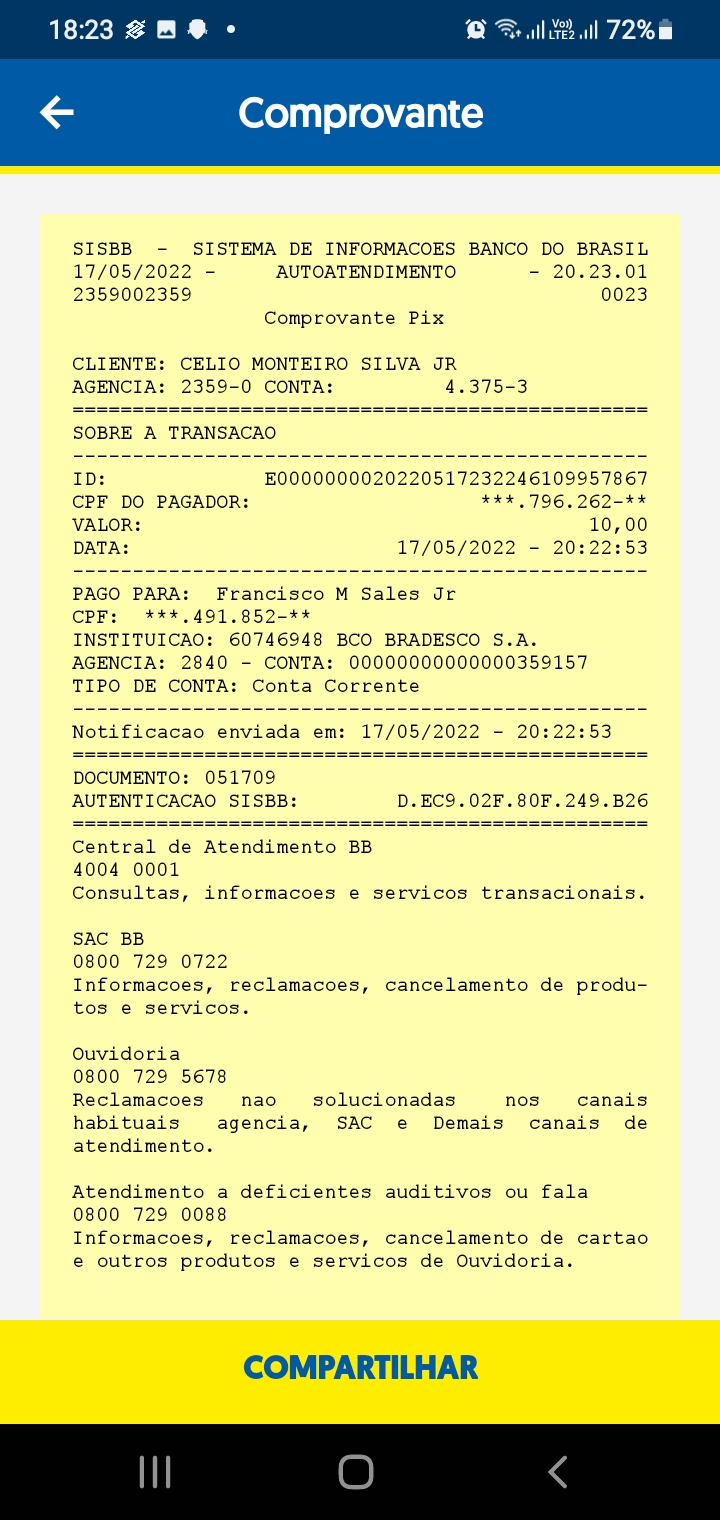 18:23 Vo)) LTE2 72%
Comprovante
SISBB - SISTEMA DE INFORMACOES BANCO DO BRASIL
17/05/2022 - AUTOATENDIMENTO - 20.23.01
2359002359 0023
Comprovante Pix
CLIENTE: CELIO MONTEIRO SILVA JR
AGENCIA: 2359-0 CONTA: 4.375-3
================================================
SOBRE A TRANSACAO
------------------------------------------------
ID: E0000000020220517232246109957867
CPF DO PAGADOR: ***.796.262-**
VALOR: 10,00
DATA: 17/05/2022 - 20:22:53
------------------------------------------------
PAGO PARA: Francisco M Sales Jr
CPF: ***.491.852-**
INSTITUICAO: 60746948 BCO BRADESCO S.A.
AGENCIA: 2840 - CONTA: 00000000000000359157
TIPO DE CONTA: Conta Corrente
------------------------------------------------
Notificacao enviada em: 17/05/2022 - 20:22:53
================================================
DOCUMENTO: 051709
AUTENTICACAO SISBB: D.EC9.02F.80F.249.B26
================================================
Central de Atendimento BB
4004 0001
Consultas, informacoes e servicos transacionais.
SAC BB
0800 729 0722
Informacoes, reclamacoes, cancelamento de produ-
tos e servicos.
Ouvidoria
0800 729 5678
Reclamacoes nao solucionadas nos canais
habituais agencia, SAC e Demais canais de
atendimento.
Atendimento a deficientes auditivos ou fala
0800 729 0088
Informacoes, reclamacoes, cancelamento de cartao
e outros produtos e servicos de Ouvidoria.
COMPARTILHAR